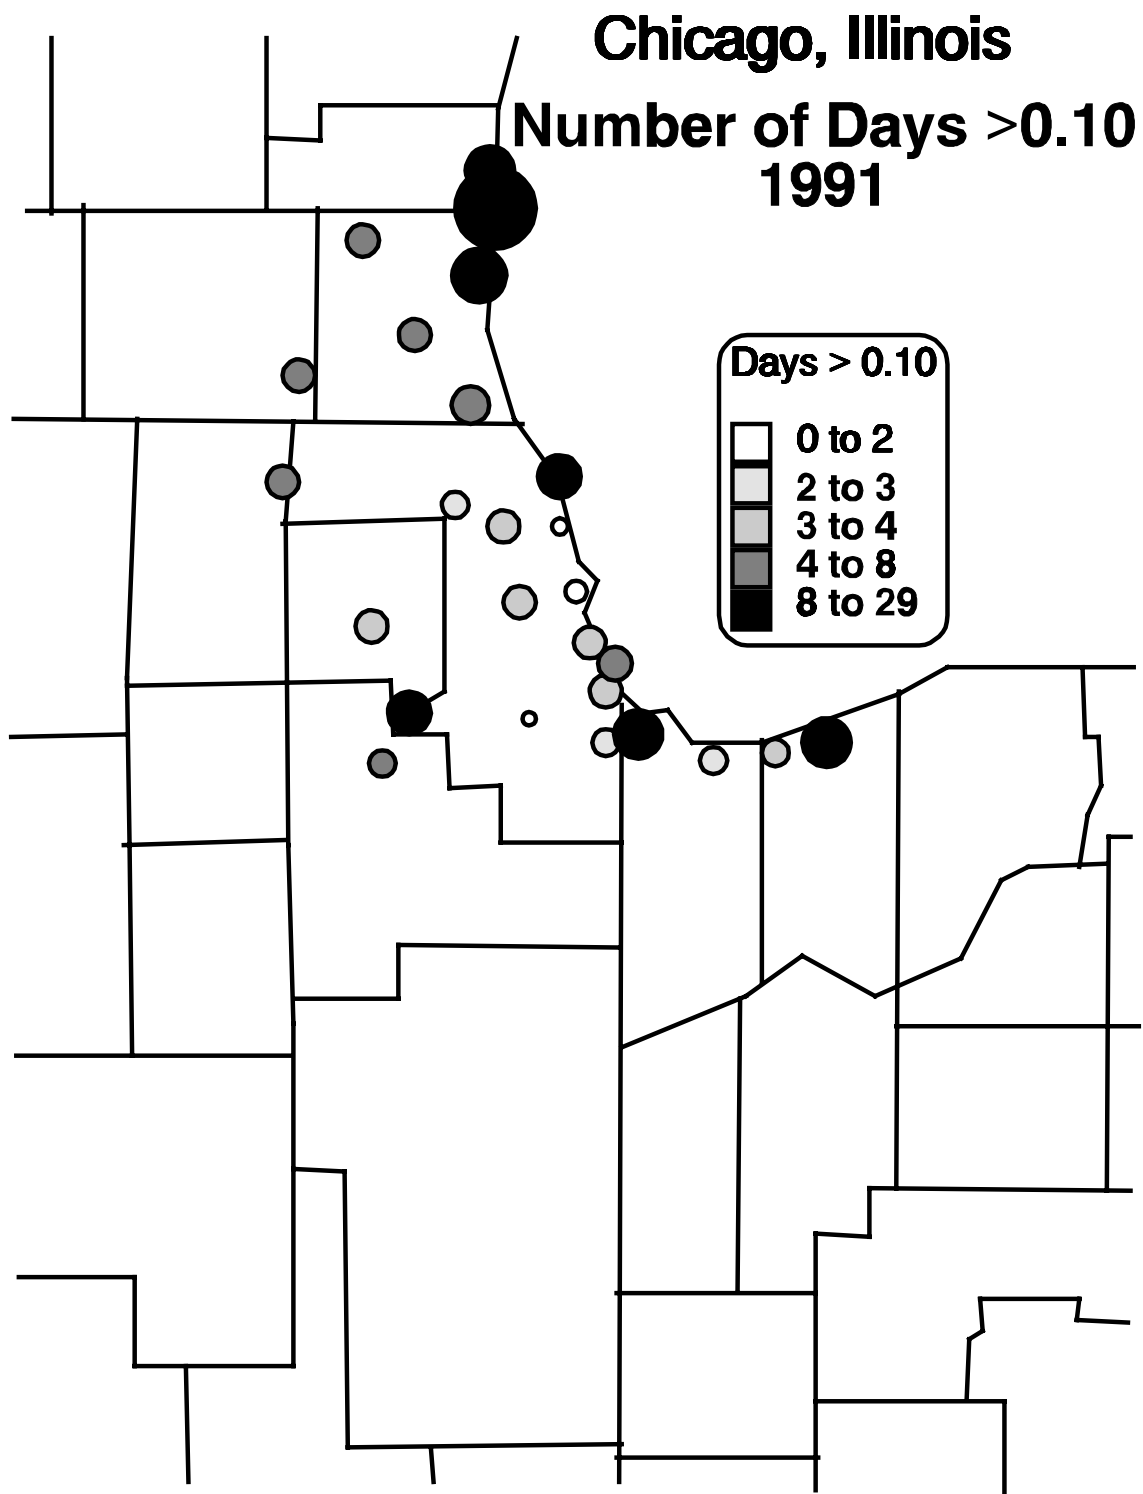 Chicago, Illinois
Number of Days >0.10
1991
Days > 0.10
0 to 2
2 to 3
3 to 4
4 to 8
8 to 29